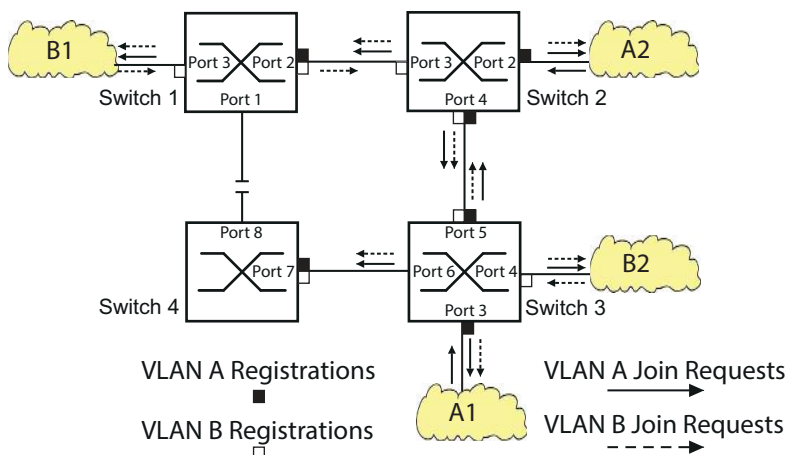 B1
Port 3
Port 2
Port 1
Switch 1
Port 3
Port 2
Port 4
Switch 2
A2
Port 8
Port 7
Switch 4
Port 5
Port 6
Port 4
Port 3
Switch 3
B2
A1
VLAN A Registrations
VLAN B Registrations
VLAN A Join Requests
VLAN B Join Requests